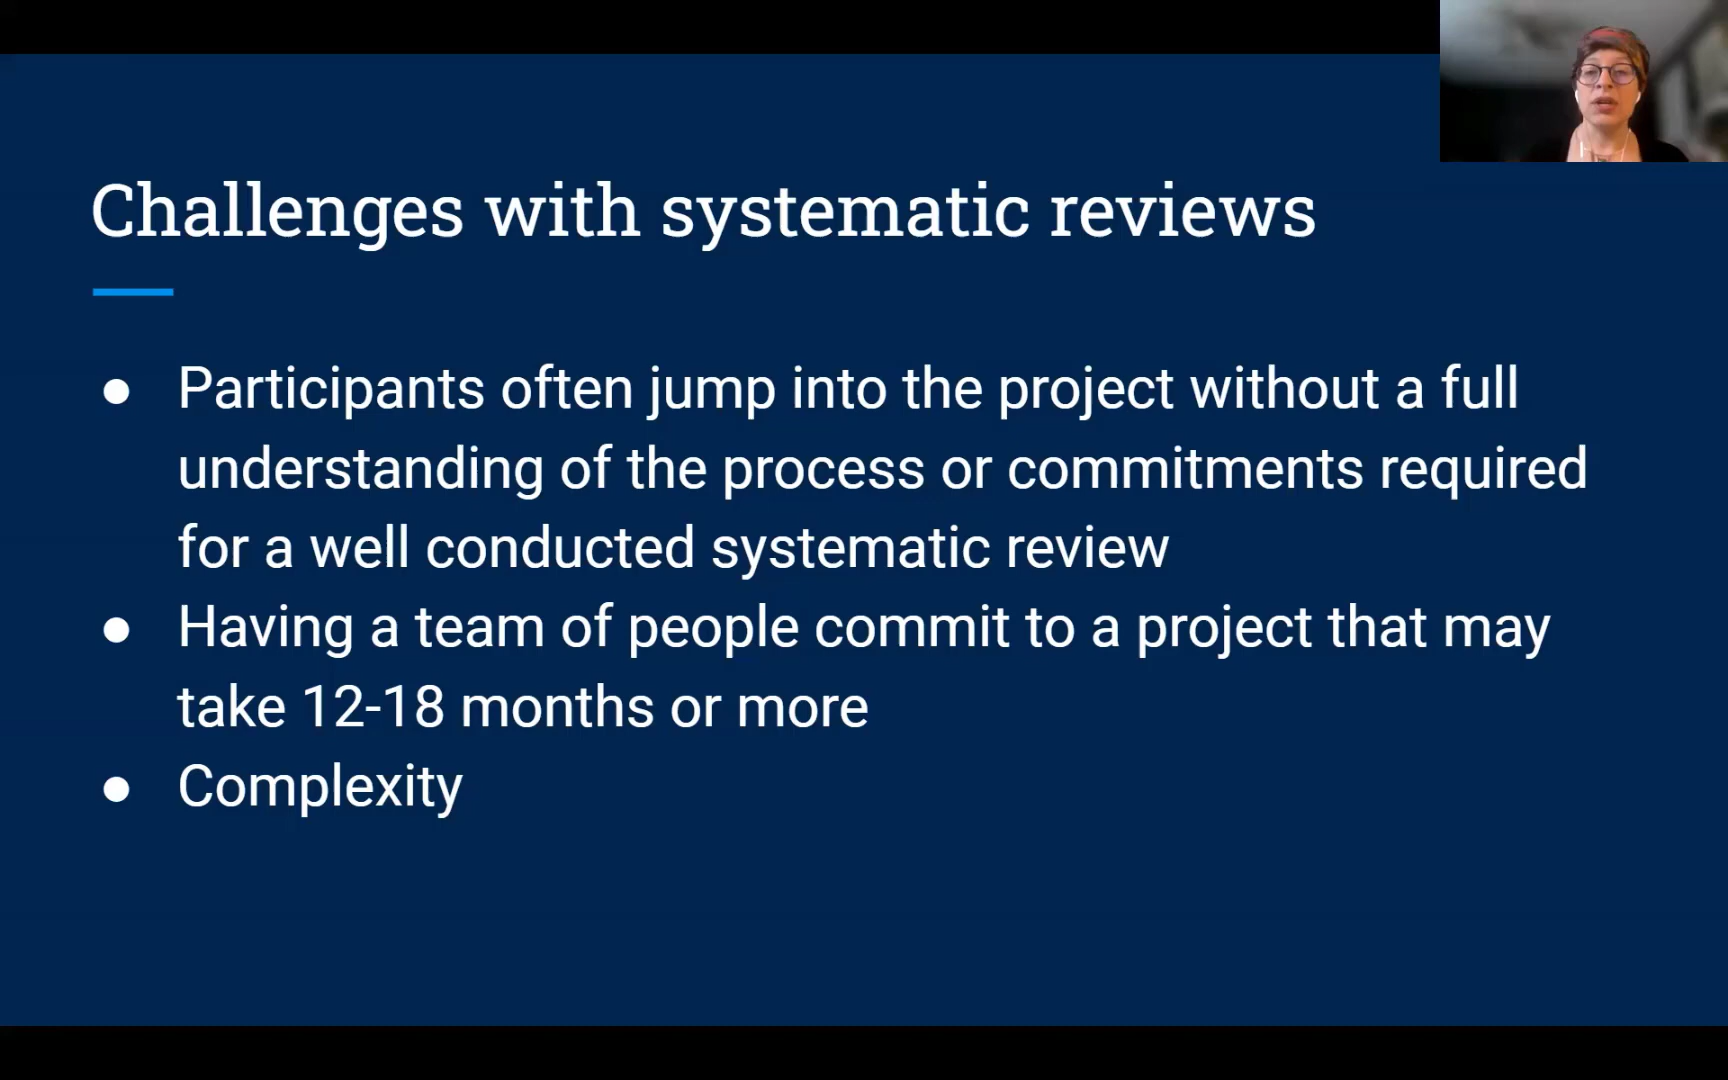 Challenges with systematic reviews
● Participants often jump into the project without a full
understanding of the process or commitments required
for a well conducted systematic review
● Having a team of people commit to a project that may
take 12-18 months or more
● Complexity